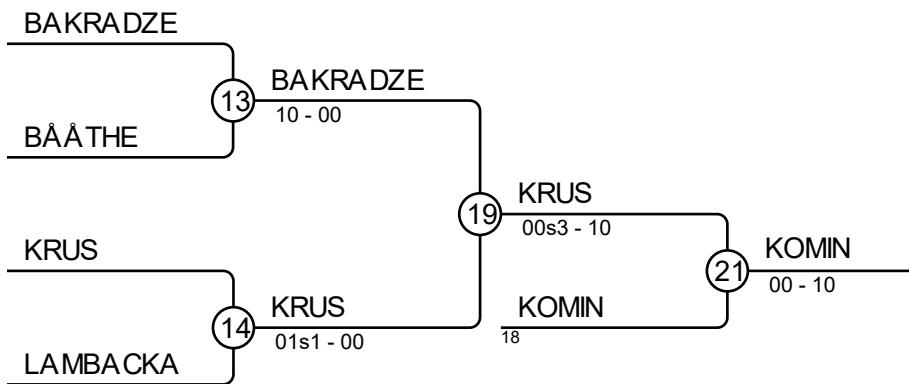 BAKRADZE
13
BAKRADZE
10 - 00
BÅÅTHE
19
KRUS
00s3 - 10
KRUS
14
KRUS
01s1 - 00
LAMBACKA
21
KOMIN
00 - 10
KOMIN
18